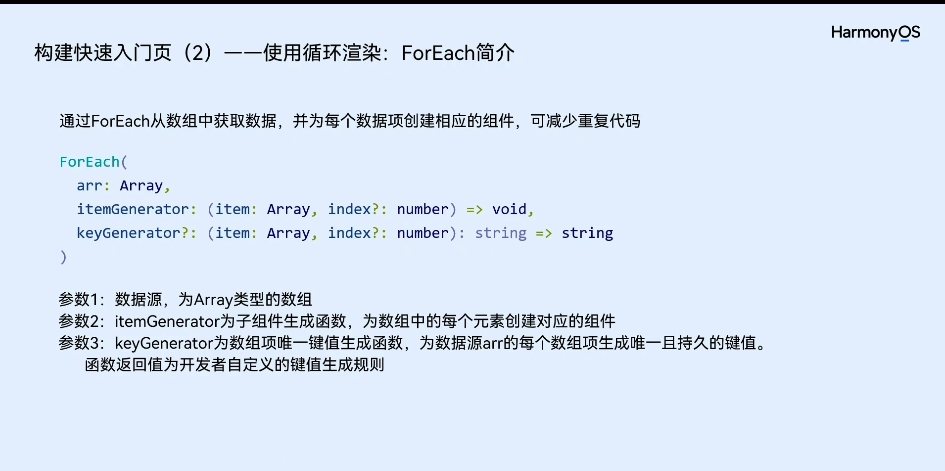 HarmonyOS
构建快速入门页（2）——使用循环渲染：ForEach简介
通过ForEach从数组中获取数据，并为每个数据项创建相应的组件，可减少重复代码
ForEach(
  arr: Array,
  itemGenerator: (item: Array, index?: number) => void,
  keyGenerator?: (item: Array, index?: number): string => string
)
参数1：数据源，为Array类型的数组
参数2：itemGenerator为子组件生成函数，为数组中的每个元素创建对应的组件
参数3：keyGenerator为数组项唯一键值生成函数，为数据源arr的每个数组项生成唯一且持久的键值。
函数返回值为开发者自定义的键值生成规则